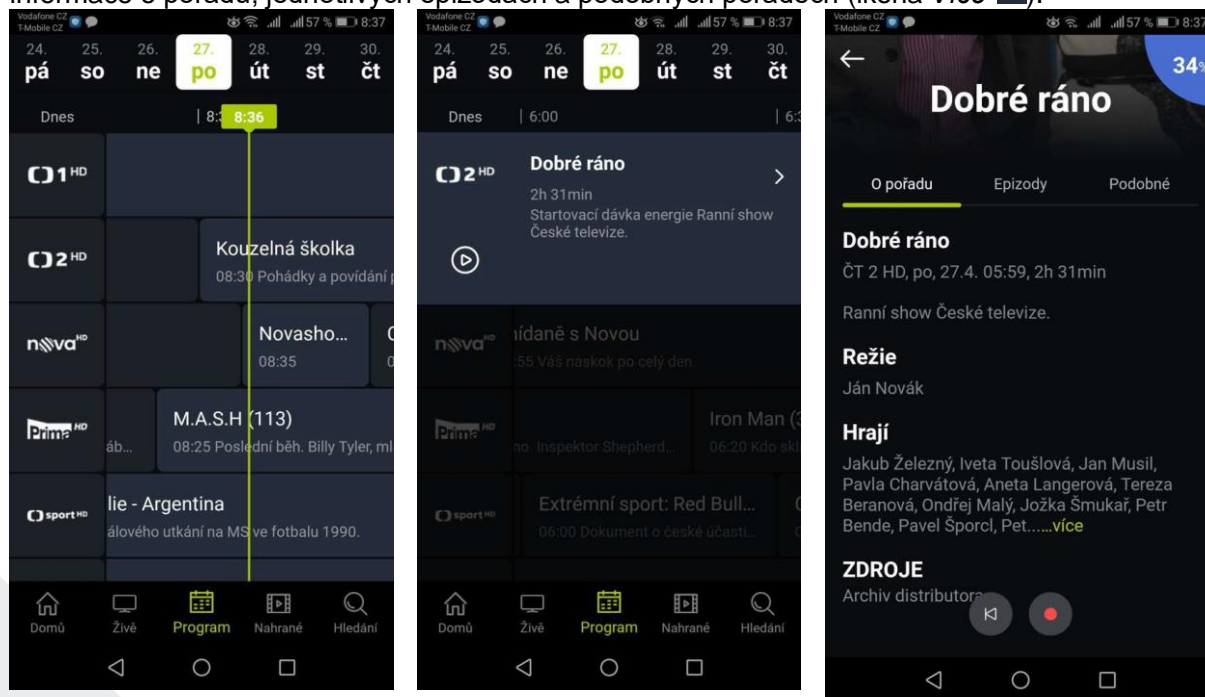 informace o pořadu, jednotlivých epizodách a podobných pořadech (ikona
Vodafone CZ
T-Mobile CZ
57 % 8:37
24. 25. 26. 27. 28. 29. 30.
pá so ne po út st čt
Dnes
8:36
1 HD
2 HD
Kouzelná školka
08:30 Pohádky a povídání
nova HD
Novasho...
08:35
Prima HD
áb...
M.A.S.H (113)
08:25 Poslední běh. Billy Tyler, ml
sport HD
lie - Argentina
álového utkání na MS ve fotbalu 1990.
Domů Živě Program Nahrané Hledání
Vodafone CZ
T-Mobile CZ
57 % 8:37
24. 25. 26. 27. 28. 29. 30.
pá so ne po út st čt
Dnes 6:00
2 HD
Dobré ráno
2h 31min
Startovací dávka energie Ranní show
České televize.
nova HD
ídaně s Novou
:55 Váš náskok po celý den.
Prima HD
no. Inspektor Shepherd...
Iron Man
06:20 Kdo skl
sport HD
Extrémní sport: Red Bull...
06:00 Dokument o české účasti...
Domů Živě Program Nahrané Hledání
Vodafone CZ
T-Mobile CZ
57 % 8:37
34%
Dobré ráno
O pořadu Epizody Podobné
Dobré ráno
ČT 2 HD, po, 27.4. 05:59, 2h 31min
Ranní show České televize.
Režie
Ján Novák
Hrají
Jakub Železný, Iveta Toušlová, Jan Musil,
Pavla Charvátová, Aneta Langerová, Tereza
Beranová, Ondřej Malý, Jožka Šmukař, Petr
Bende, Pavel Šporcl, Pet......více
ZDROJE
Archiv distributora